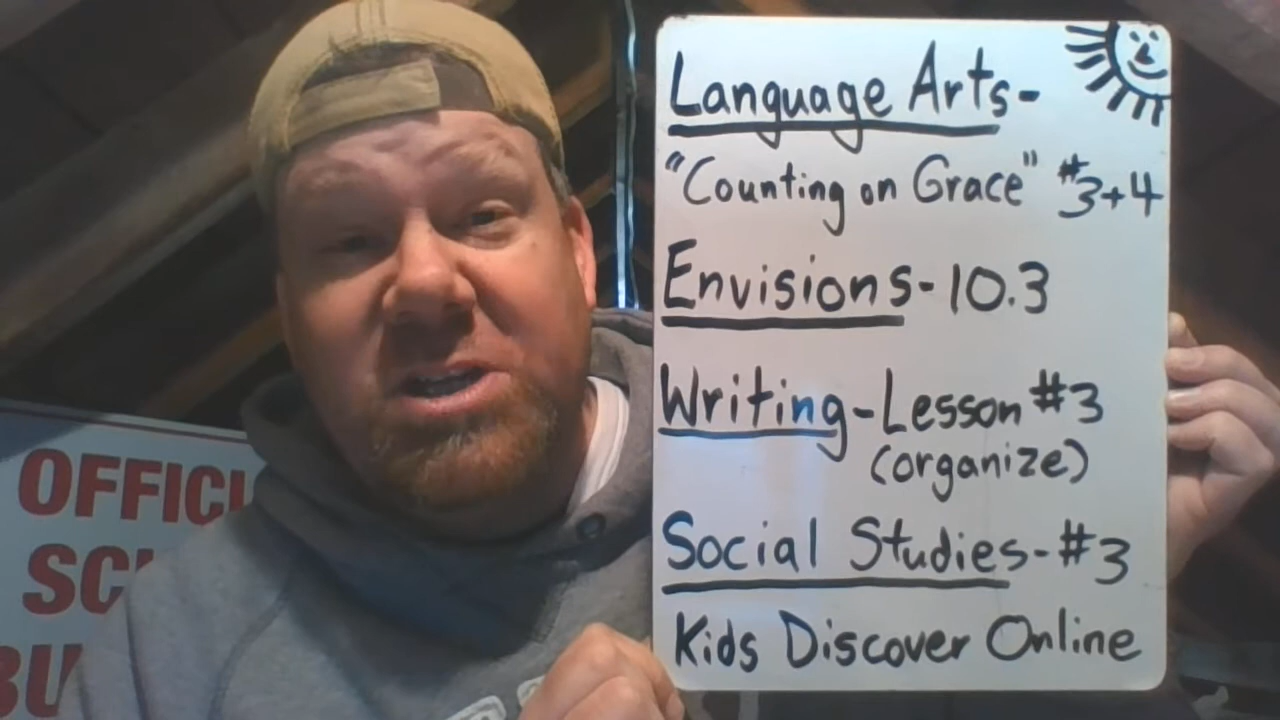 Language Arts-
"Counting on Grace" #3+4
Envisions-10.3
Writing-Lesson #3
(organize)
Social Studies-#3
Kids Discover Online
OFFICI
SC
BU